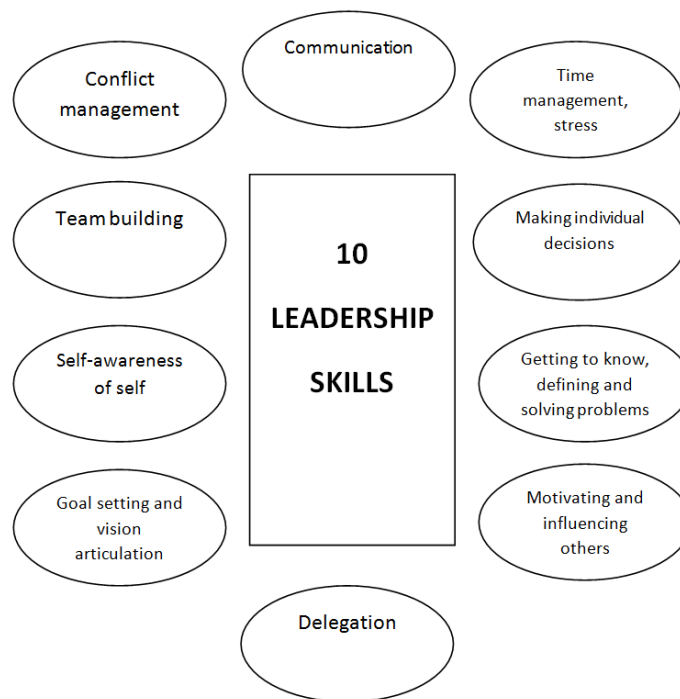 Communication
Conflict
management
Time
management,
stress
Team building
Making individual
decisions
10
LEADERSHIP
SKILLS
Self-awareness
of self
Getting to know,
defining and
solving problems
Goal setting and
vision
articulation
Motivating and
influencing
others
Delegation